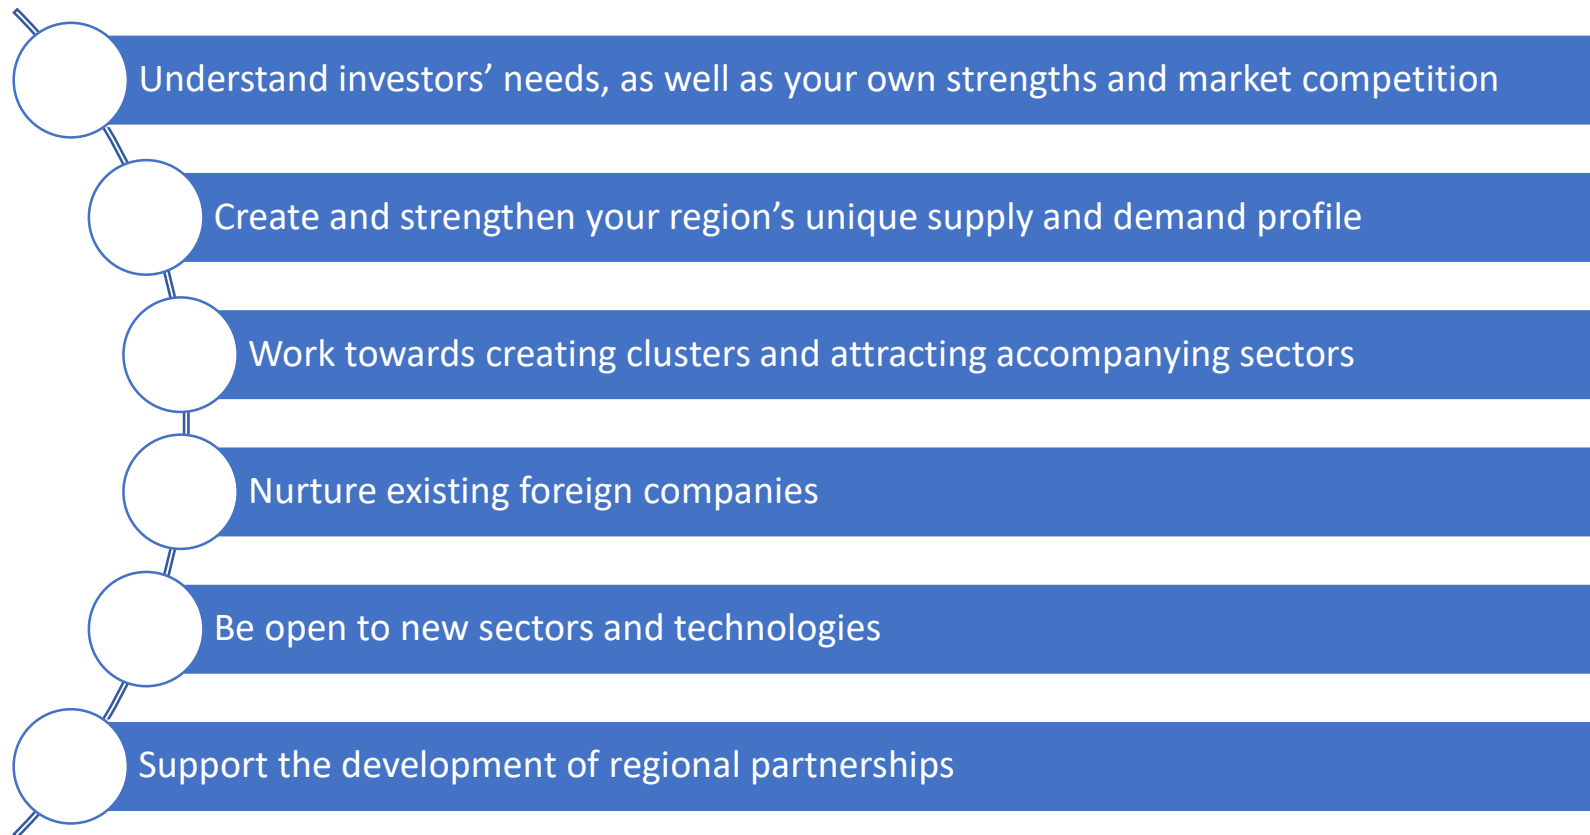 Understand investors’ needs, as well as your own strengths and market competition
Create and strengthen your region’s unique supply and demand profile
Work towards creating clusters and attracting accompanying sectors
Nurture existing foreign companies
Be open to new sectors and technologies
Support the development of regional partnerships